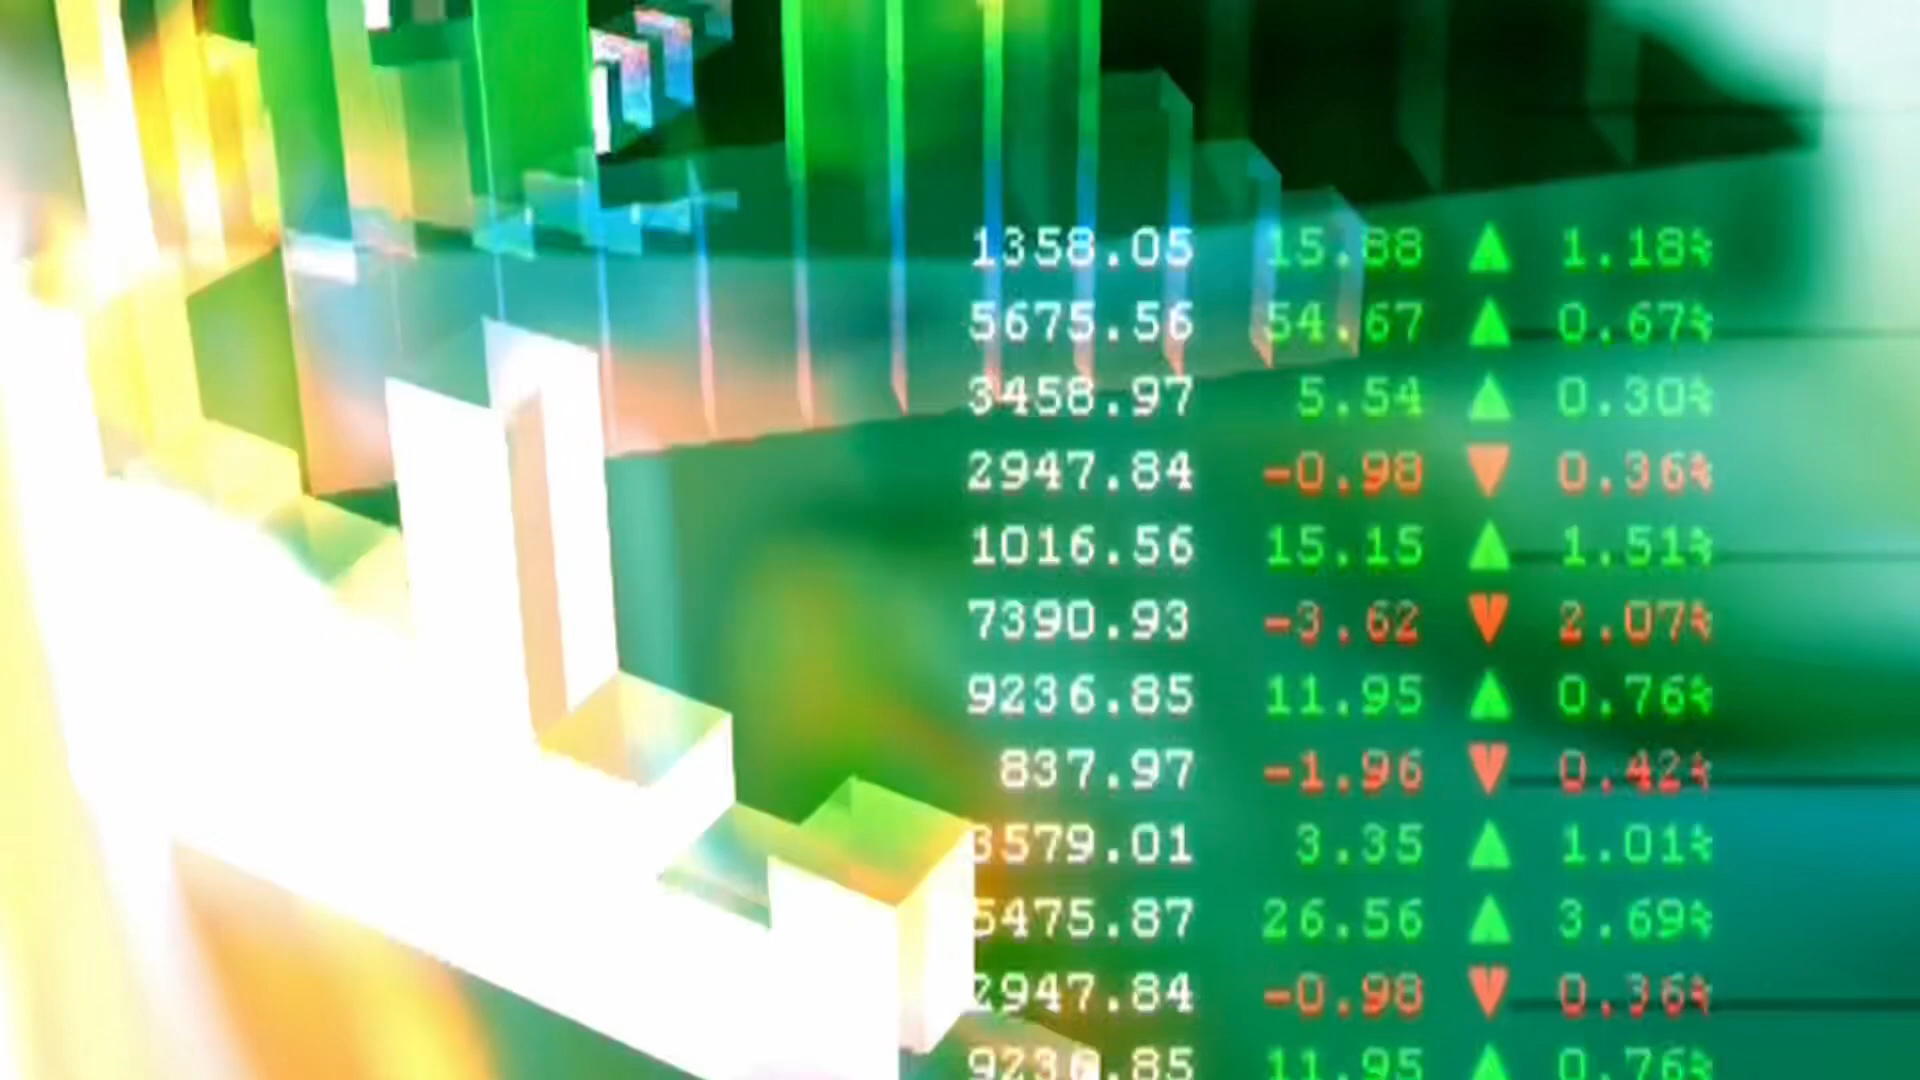 1358.05 15.88 ▲ 1.18%
5675.56 54.67 ▲ 0.67%
3458.97 5.54 ▲ 0.30%
2947.84 -0.98 ▼ 0.36%
1016.56 15.15 ▲ 1.51%
7390.93 -3.62 ▼ 2.07%
9236.85 11.95 ▲ 0.76%
837.97 -1.96 ▼ 0.42%
3579.01 3.35 ▲ 1.01%
5475.87 26.56 ▲ 3.69%
2947.84 -0.98 ▼ 0.36%
9236.85 11.95 ▲ 0.76%